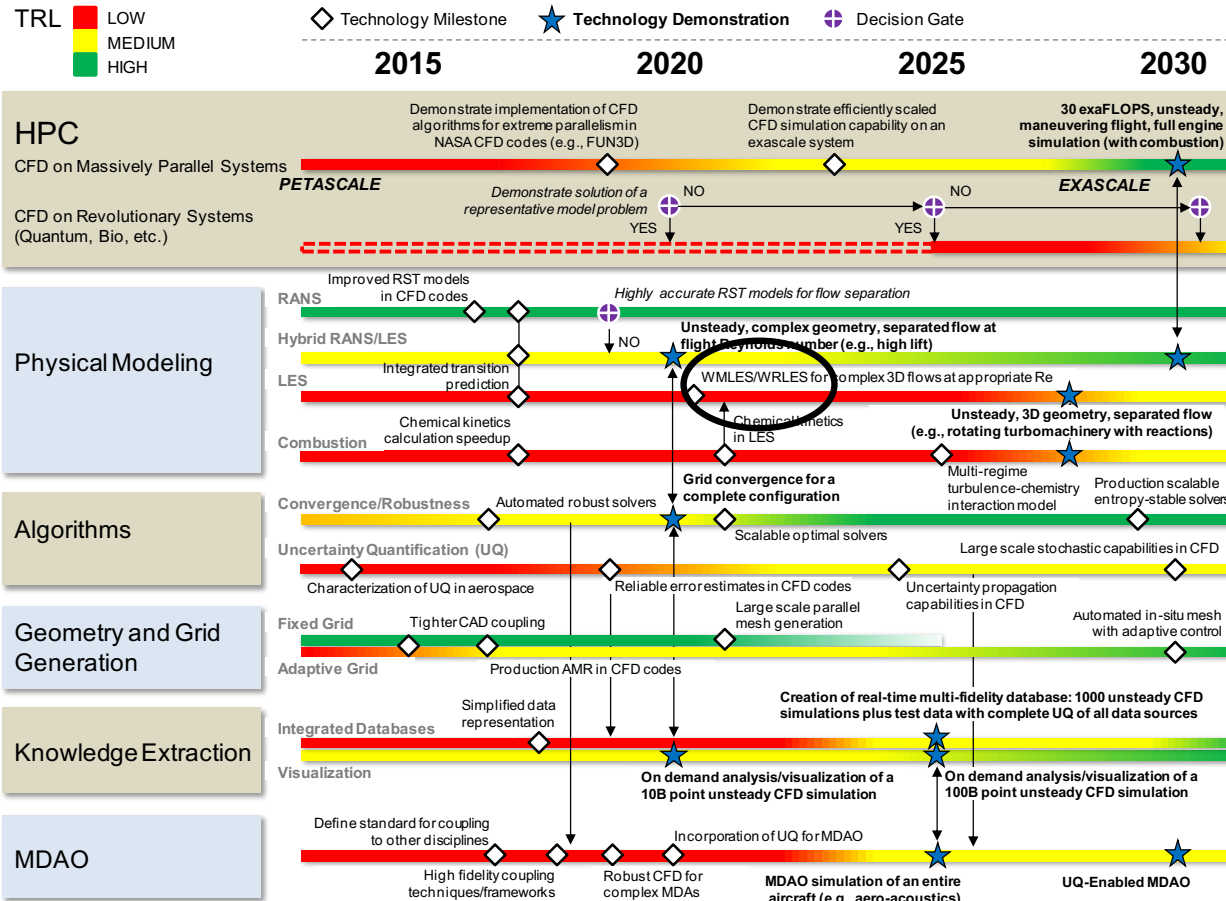 TRL
LOW
MEDIUM
HIGH
Technology Milestone
Technology Demonstration
Decision Gate
2015
2020
2025
2030
HPC
CFD on Massively Parallel Systems
CFD on Revolutionary Systems
(Quantum, Bio, etc.)
Demonstrate implementation of CFD
algorithms for extreme parallelism in
NASA CFD codes (e.g., FUN3D)
Demonstrate efficiently scaled
CFD simulation capability on an
exascale system
30 exaFLOPS, unsteady,
maneuvering flight, full engine
simulation (with combustion)
PETASCALE
EXASCALE
Demonstrate solution of a
representative model problem
NO
YES
NO
YES
Physical Modeling
RANS
Improved RST models
in CFD codes
Highly accurate RST models for flow separation
Hybrid RANS/LES
NO
Unsteady, complex geometry, separated flow at
flight Reynolds number (e.g., high lift)
LES
Integrated transition
prediction
WMLES/WRLES for complex 3D flows at appropriate Re
Chemical kinetics
calculation speedup
Chemical kinetics
in LES
Unsteady, 3D geometry, separated flow
(e.g., rotating turbomachinery with reactions)
Combustion
Grid convergence for a
complete configuration
Multi-regime
turbulence-chemistry
interaction model
Production scalable
entropy-stable solvers
Algorithms
Convergence/Robustness
Automated robust solvers
Scalable optimal solvers
Uncertainty Quantification (UQ)
Large scale stochastic capabilities in CFD
Characterization of UQ in aerospace
Reliable error estimates in CFD codes
Uncertainty propagation
capabilities in CFD
Geometry and Grid
Generation
Fixed Grid
Tighter CAD coupling
Large scale parallel
mesh generation
Automated in-situ mesh
with adaptive control
Adaptive Grid
Production AMR in CFD codes
Knowledge Extraction
Integrated Databases
Simplified data
representation
Creation of real-time multi-fidelity database: 1000 unsteady CFD
simulations plus test data with complete UQ of all data sources
Visualization
On demand analysis/visualization of a
10B point unsteady CFD simulation
On demand analysis/visualization of a
100B point unsteady CFD simulation
MDAO
Define standard for coupling
to other disciplines
Incorporation of UQ for MDAO
High fidelity coupling
techniques/frameworks
Robust CFD for
complex MDAs
MDAO simulation of an entire
aircraft (e.g., aero-acoustics)
UQ-Enabled MDAO